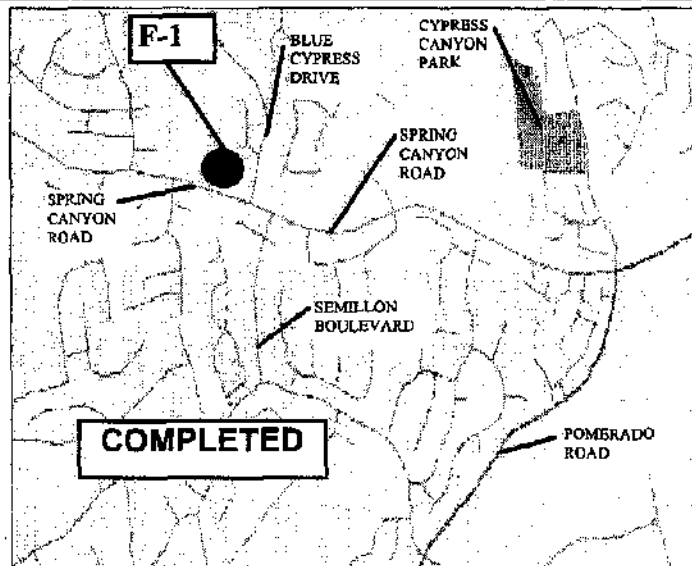 F-1
BLUE
CYPRESS
DRIVE
CYPRESS
CANYON
PARK
SPRING
CANYON
ROAD
SPRING
CANYON
ROAD
SEMILLON
BOULEVARD
COMPLETED
POMERADO
ROAD